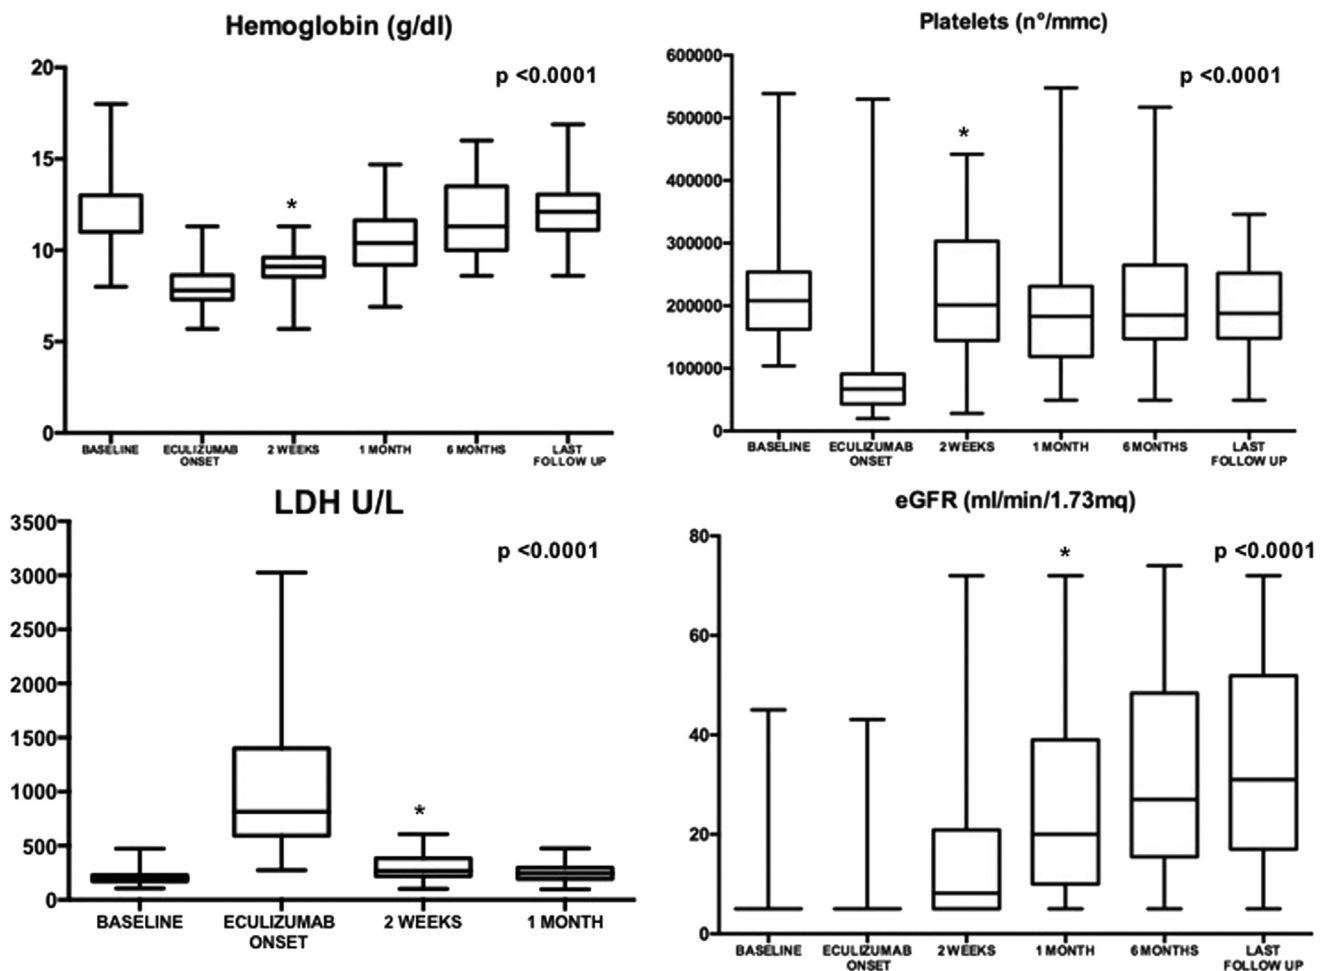 Hemoglobin (g/dl)
20
15
10
5
0
p <0.0001
*
BASELINE
ECULIZUMAB
ONSET
2 WEEKS
1 MONTH
6 MONTHS
LAST
FOLLOW UP
Platelets (n°/mmc)
600000
500000
400000
300000
200000
100000
0
p <0.0001
*
BASELINE
ECULIZUMAB
ONSET
2 WEEKS
1 MONTH
6 MONTHS
LAST
FOLLOW UP
LDH U/L
3500
3000
2500
2000
1500
1000
500
0
p <0.0001
*
BASELINE
ECULIZUMAB
ONSET
2 WEEKS
1 MONTH
eGFR (ml/min/1.73mq)
80
60
40
20
0
*
p <0.0001
BASELINE
ECULIZUMAB
ONSET
2 WEEKS
1 MONTH
6 MONTHS
LAST
FOLLOW UP